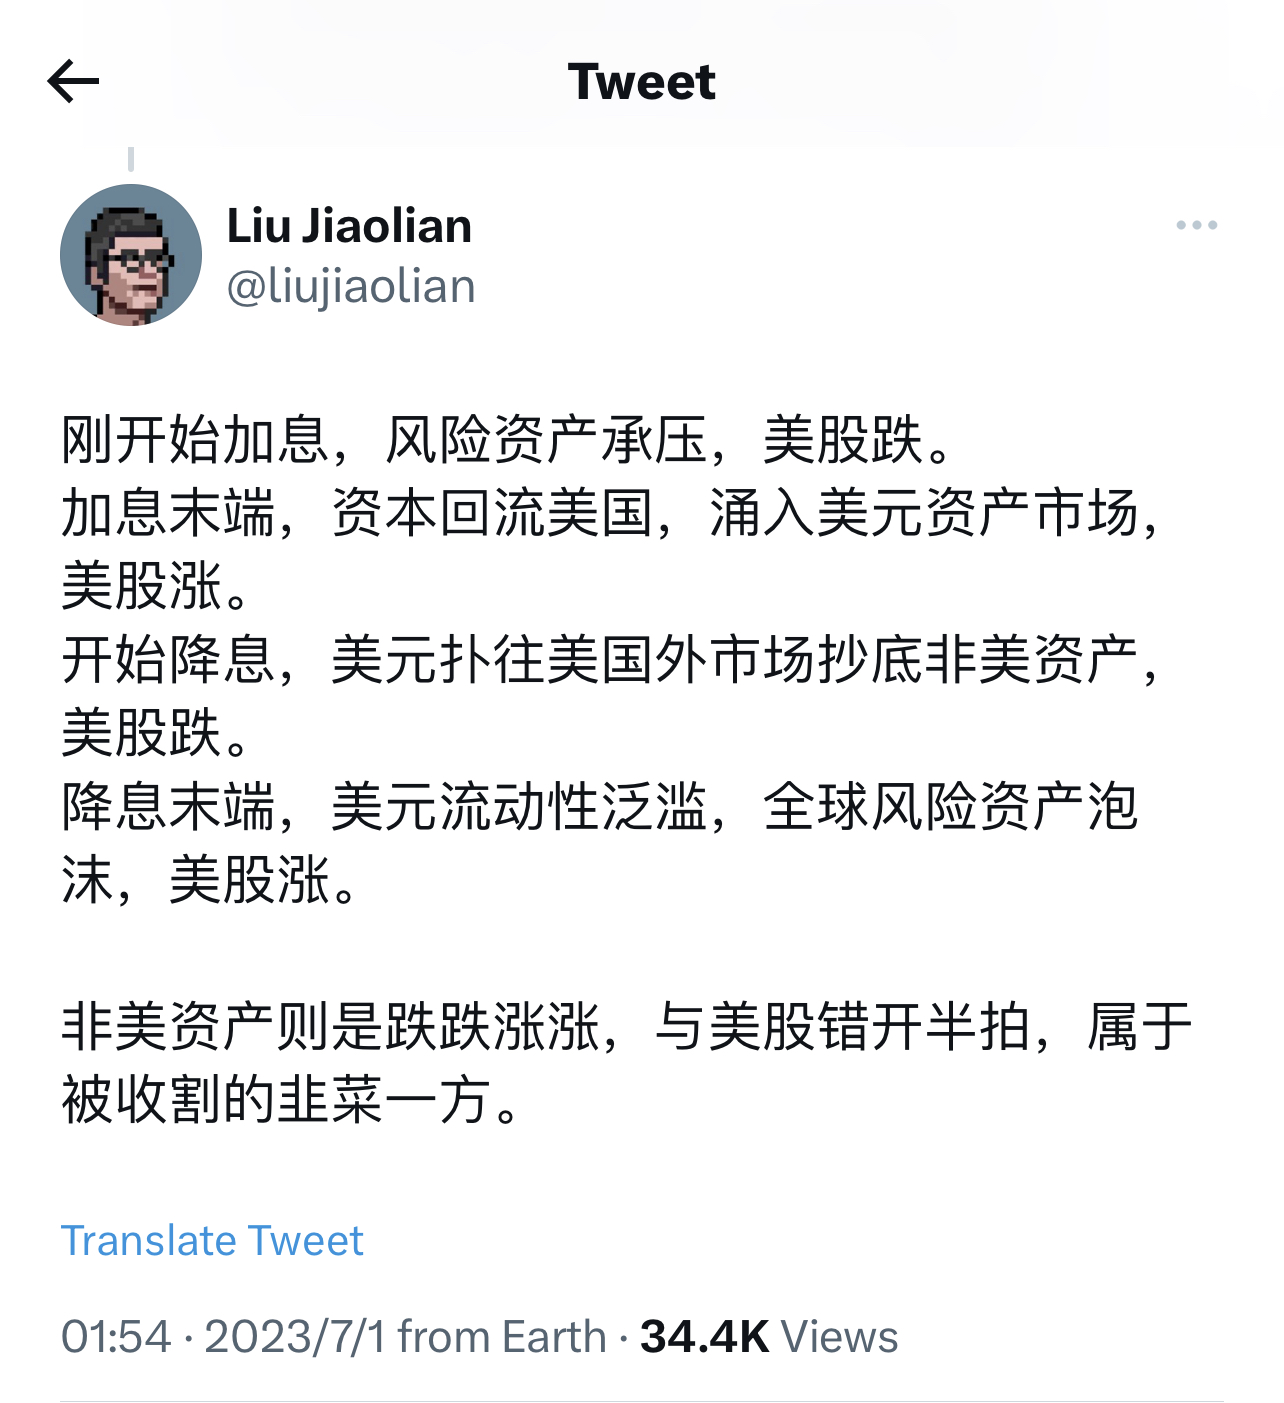 Tweet
Liu Jiaolian
@liujiaolian
刚开始加息，风险资产承压，美股跌。
加息末端，资本回流美国，涌入美元资产市场，
美股涨。
开始降息，美元扑往美国外市场抄底非美资产，
美股跌。
降息末端，美元流动性泛滥，全球风险资产泡
沫，美股涨。
非美资产则是跌跌涨涨，与美股错开半拍，属于
被收割的韭菜一方。
Translate Tweet
01:54 · 2023/7/1 from Earth · 34.4K Views